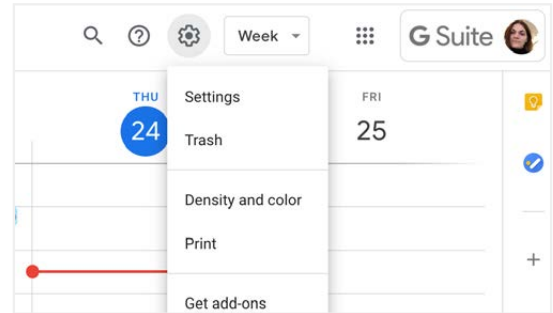 Week
G Suite
THU
24
Settings
Trash
Density and color
Print
Get add-ons
FRI
25